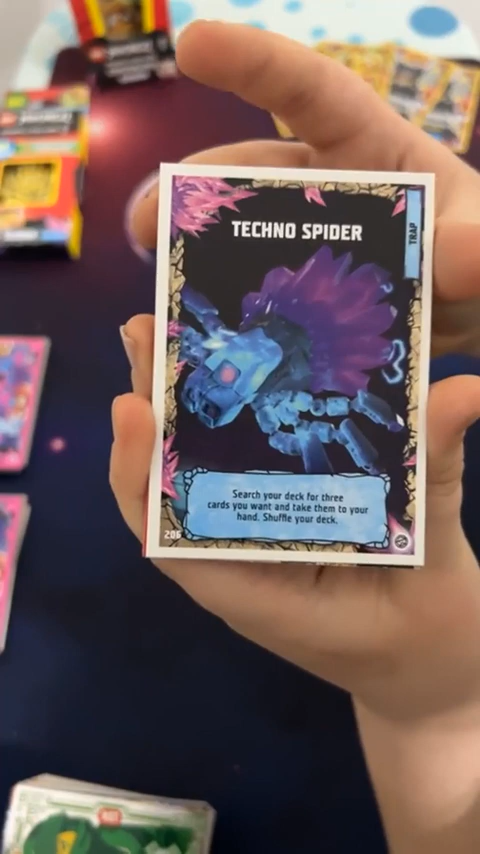 TECHNO SPIDER
TRAP
Search your deck for three
cards you want and take them to your
hand. Shuffle your deck.